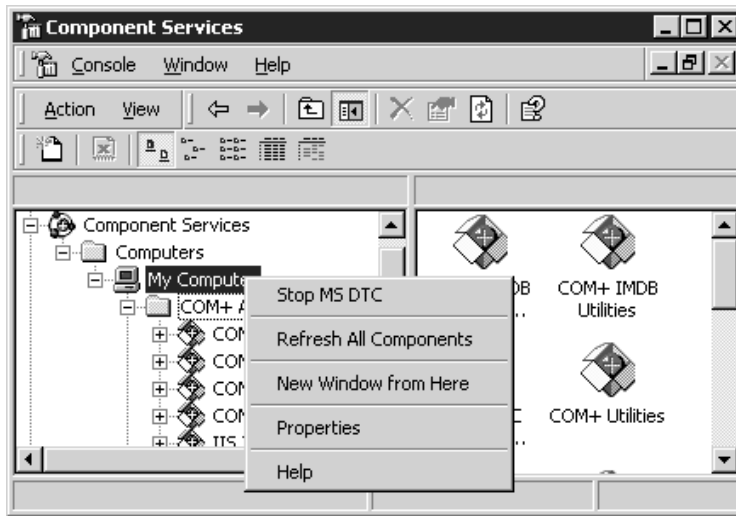 Component Services
Console Window Help
Action View
Component Services
Computers
My Compute
COM+ A
COM
COM
COM
COM
IIS
Stop MS DTC
Refresh All Components
New Window from Here
Properties
Help
DB
...
COM+ IMDB
Utilities
COM+ Utilities